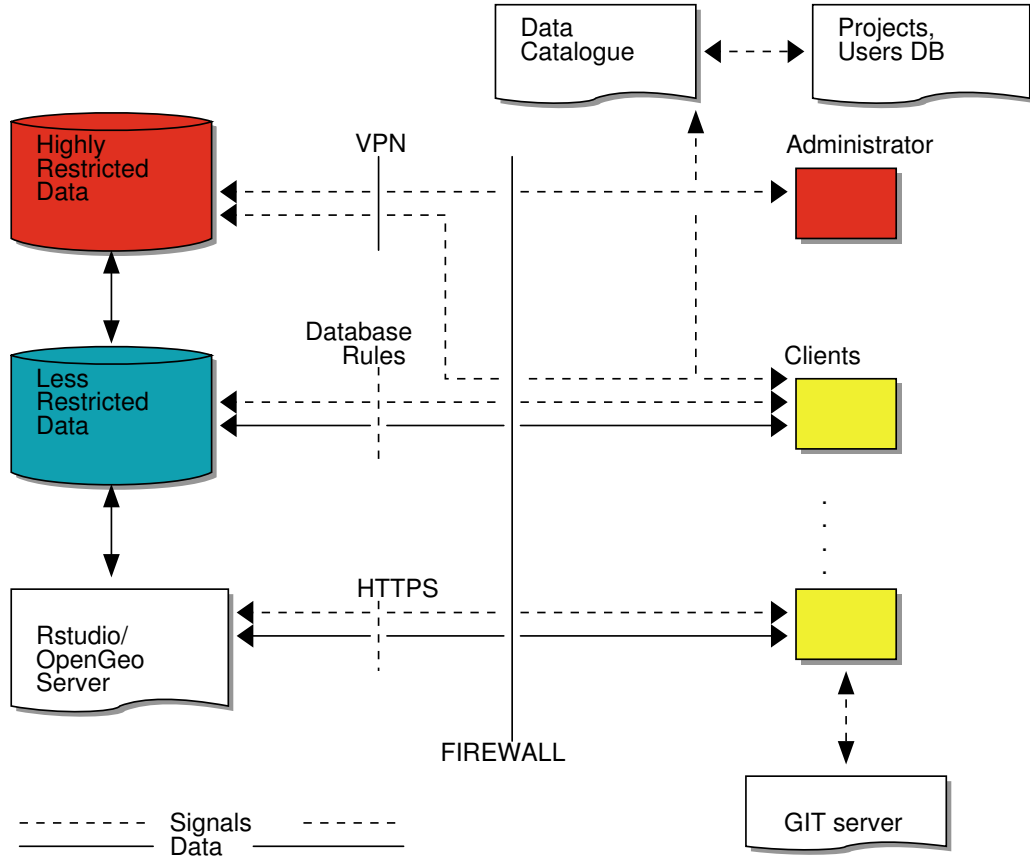 Data
Catalogue
Projects,
Users DB
Highly
Restricted
Data
VPN
Administrator
Database
Rules
Clients
Less
Restricted
Data
HTTPS
Rstudio/
OpenGeo
Server
FIREWALL
GIT server
Signals
Data